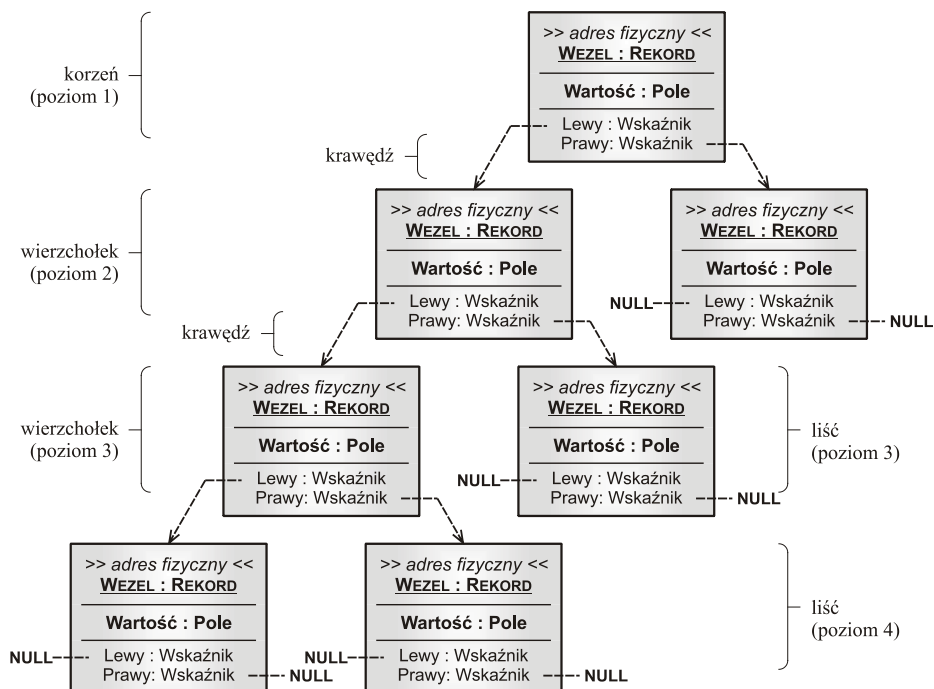 >> adres fizyczny <<
WEZEL : REKORD
Wartość : Pole
Lewy : Wskaźnik
Prawy: Wskaźnik
korzeń
(poziom 1)
krawędź
>> adres fizyczny <<
WEZEL : REKORD
Wartość : Pole
Lewy : Wskaźnik
Prawy: Wskaźnik
>> adres fizyczny <<
WEZEL : REKORD
Wartość : Pole
NULL Lewy : Wskaźnik
Prawy: Wskaźnik NULL
wierzchołek
(poziom 2)
krawędź
>> adres fizyczny <<
WEZEL : REKORD
Wartość : Pole
Lewy : Wskaźnik
Prawy: Wskaźnik
>> adres fizyczny <<
WEZEL : REKORD
Wartość : Pole
NULL Lewy : Wskaźnik
Prawy: Wskaźnik NULL
wierzchołek
(poziom 3)
liść
(poziom 3)
>> adres fizyczny <<
WEZEL : REKORD
Wartość : Pole
NULL Lewy : Wskaźnik
Prawy: Wskaźnik NULL
>> adres fizyczny <<
WEZEL : REKORD
Wartość : Pole
NULL Lewy : Wskaźnik
Prawy: Wskaźnik NULL
liść
(poziom 4)